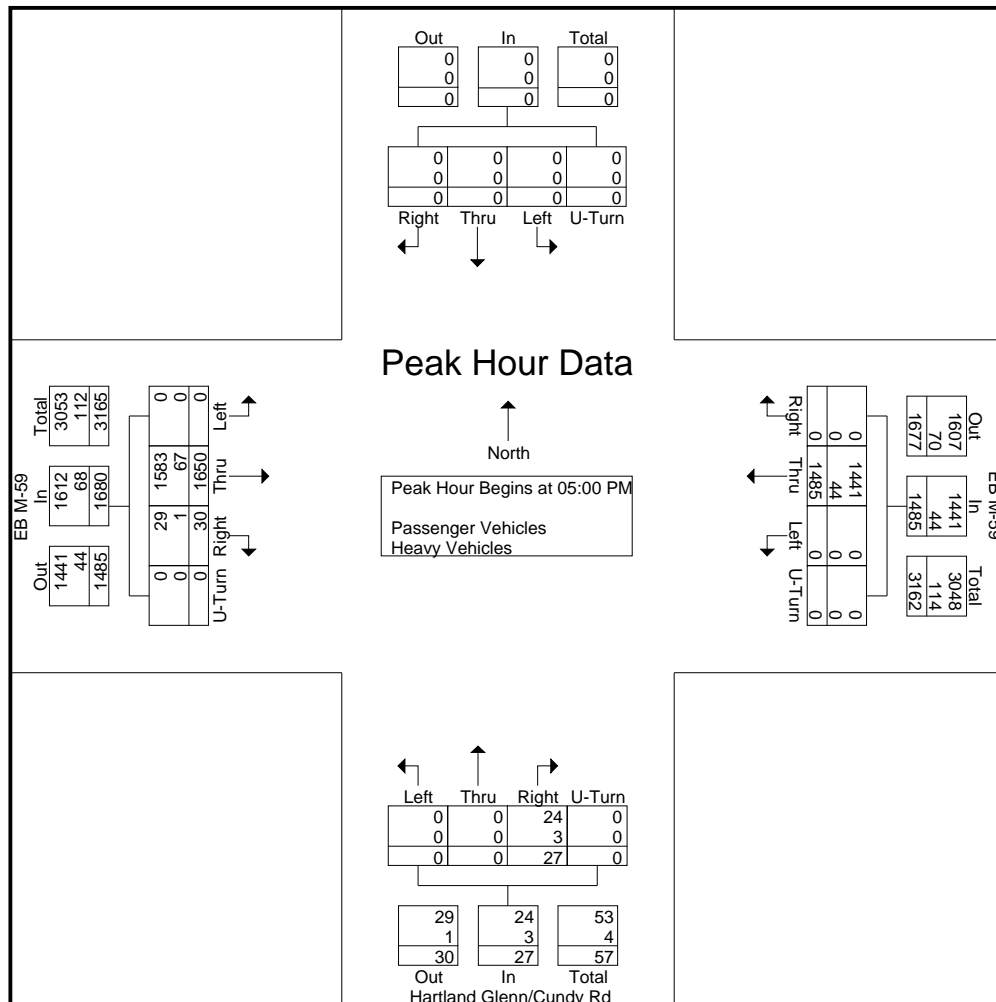 Out In Total
0 0 0
0 0 0
0 0 0
0 0 0 0
0 0 0 0
0 0 0 0
Right Thru Left U-Turn
Peak Hour Data
North
Peak Hour Begins at 05:00 PM
Passenger Vehicles
Heavy Vehicles
EB M-59
Out In Total
1441 1612 3053
44 68 112
1485 1680 3165
0 29 1583 0
0 1 67 0
0 30 1650 0
U-Turn Right Thru Left
EB M-59
Out In Total
1607 1441 3048
70 44 114
1677 1485 3162
0 1441 0 0
0 44 0 0
0 1485 0 0
Right Thru Left U-Turn
Left Thru Right U-Turn
0 0 24 0
0 0 3 0
0 0 27 0
29 24 53
1 3 4
30 27 57
Out In Total
Hartland Glenn/Cundy Rd